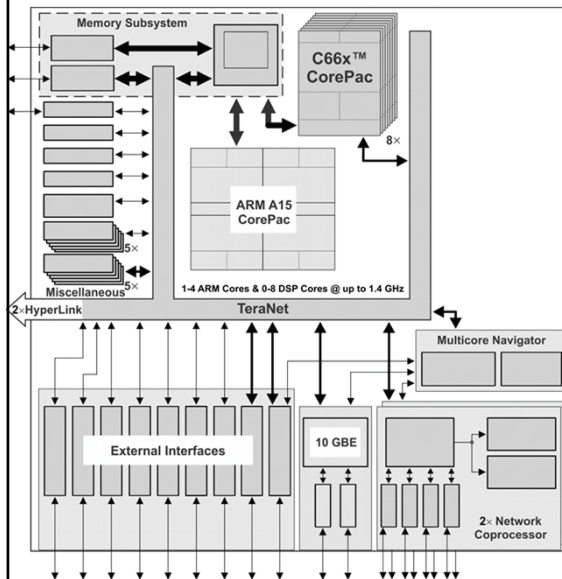 Memory Subsystem
C66x™
CorePac
8×
ARM A15
CorePac
5×
5×
Miscellaneous
1-4 ARM Cores & 0-8 DSP Cores @ up to 1.4 GHz
2×HyperLink
TeraNet
Multicore Navigator
External Interfaces
10 GBE
2× Network
Coprocessor